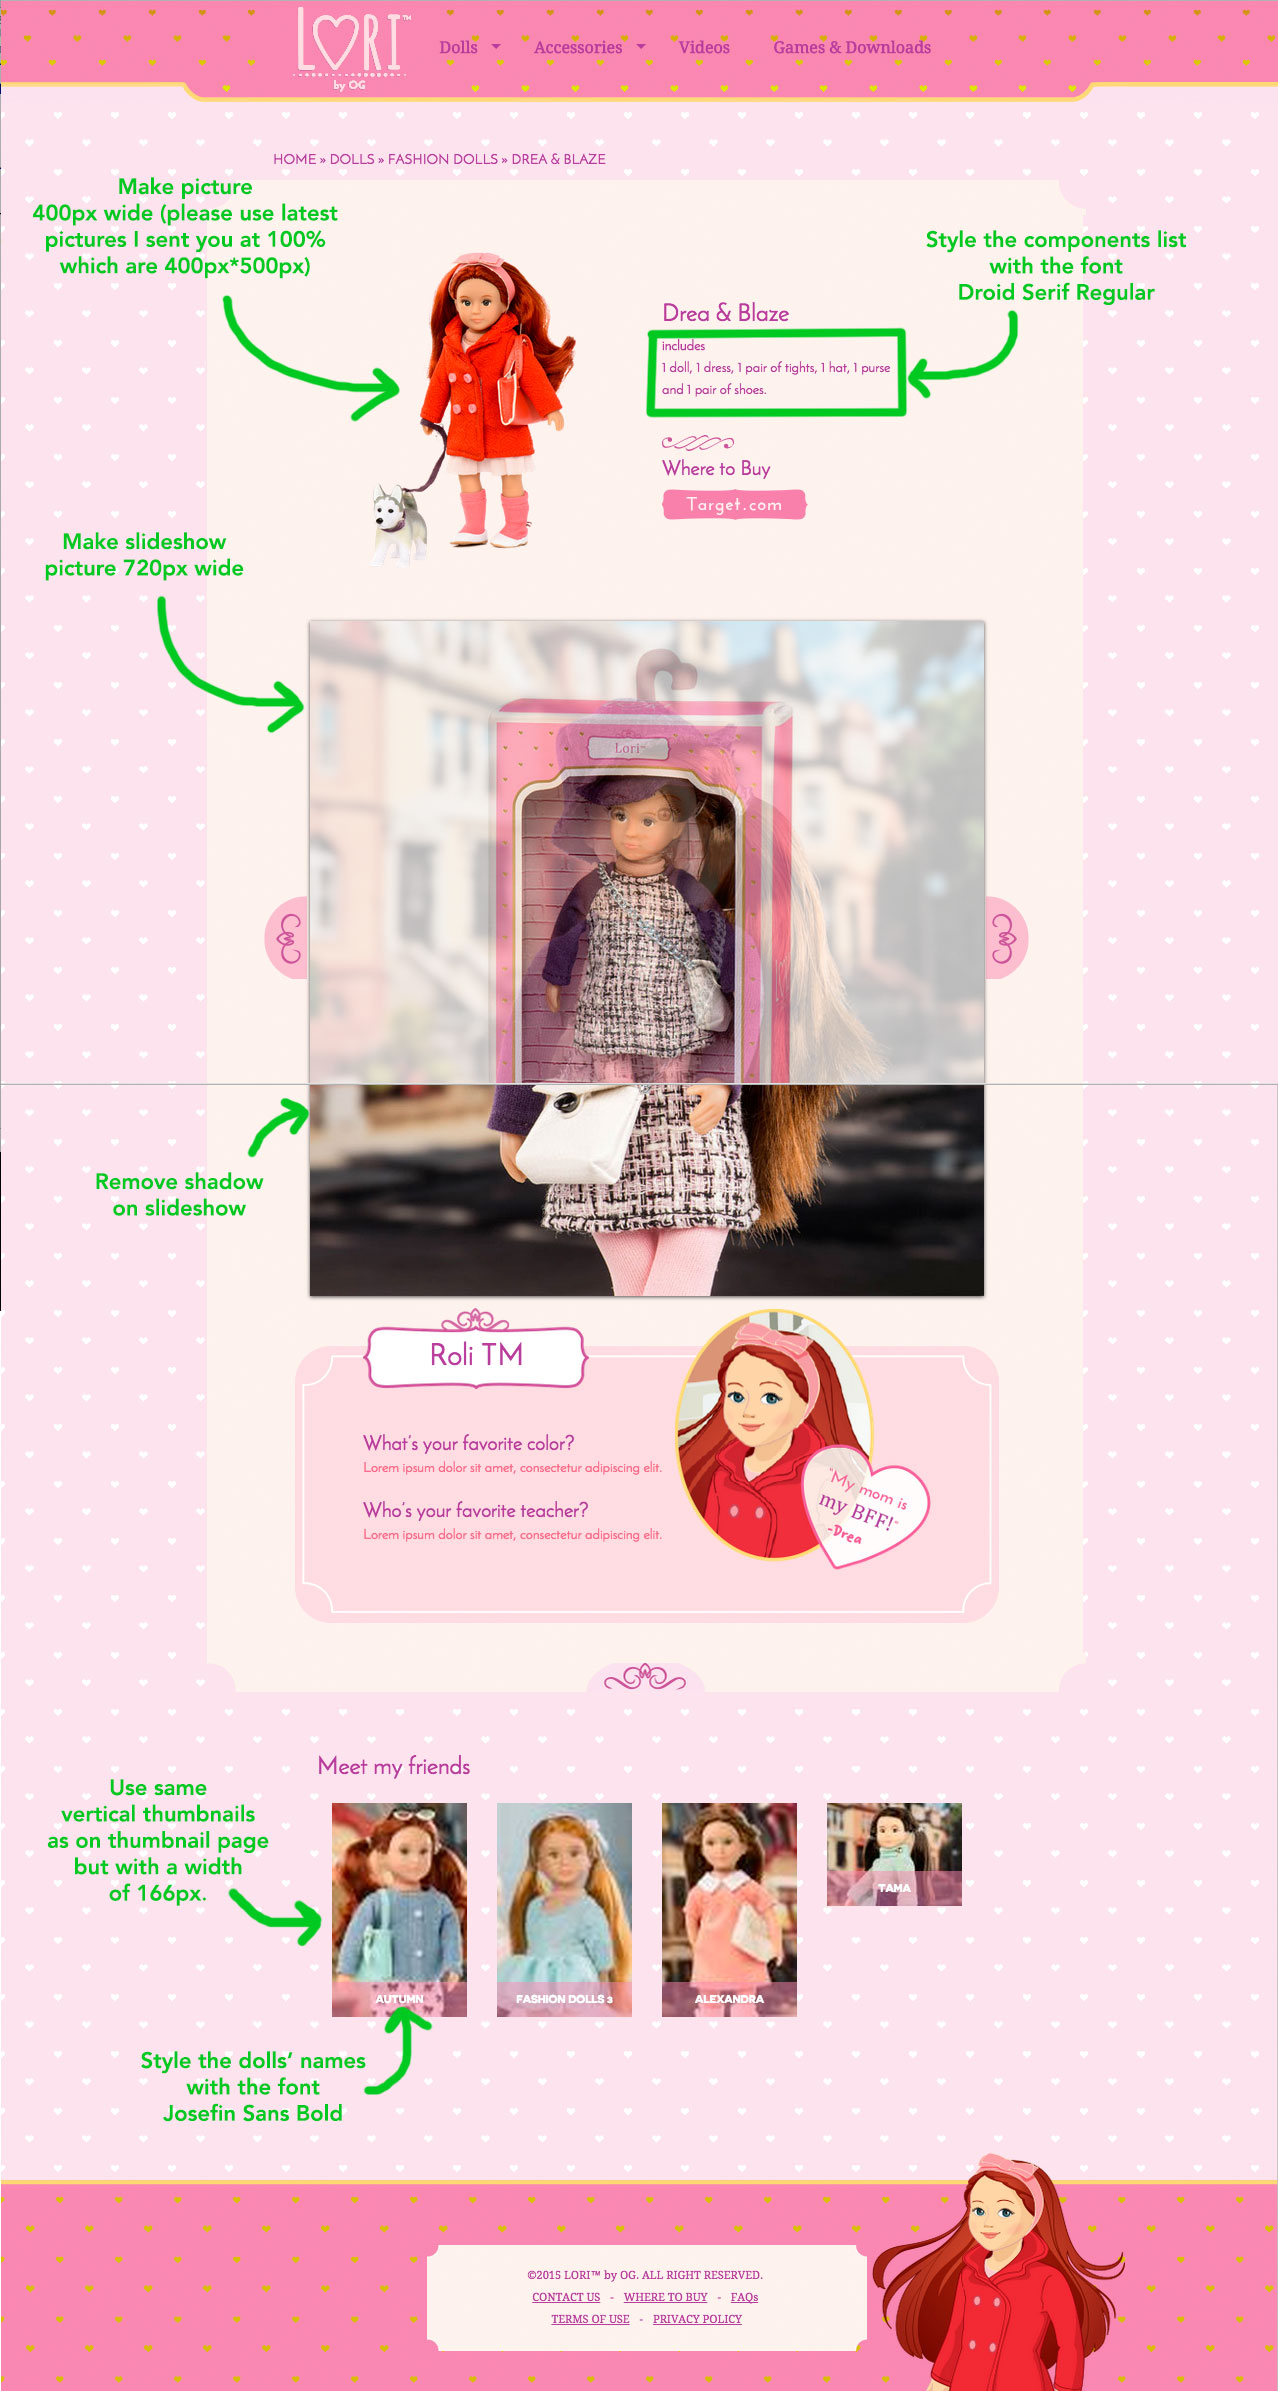 LORI™
by OG
Dolls Accessories Videos Games & Downloads
HOME » DOLLS » FASHION DOLLS » DREA & BLAZE
Make picture
400px wide (please use latest
pictures I sent you at 100%
which are 400px*500px)
Style the components list
with the font
Droid Serif Regular
Drea & Blaze
includes
1 doll, 1 dress, 1 pair of tights, 1 hat, 1 purse
and 1 pair of shoes.
Where to Buy
Target.com
Make slideshow
picture 720px wide
Lori™
Remove shadow
on slideshow
Roli TM
What's your favorite color?
Lorem ipsum dolor sit amet, consectetur adipiscing elit.
Who's your favorite teacher?
Lorem ipsum dolor sit amet, consectetur adipiscing elit.
"My mom is
my BFF!"
-Drea
Meet my friends
Use same
vertical thumbnails
as on thumbnail page
but with a width
of 166px.
TAMA
AUTUMN
FASHION DOLLS 3
ALEXANDRA
Style the dolls' names
with the font
Josefin Sans Bold
©2015 LORI™ by OG. ALL RIGHT RESERVED.
CONTACT US - WHERE TO BUY - FAQs
TERMS OF USE - PRIVACY POLICY